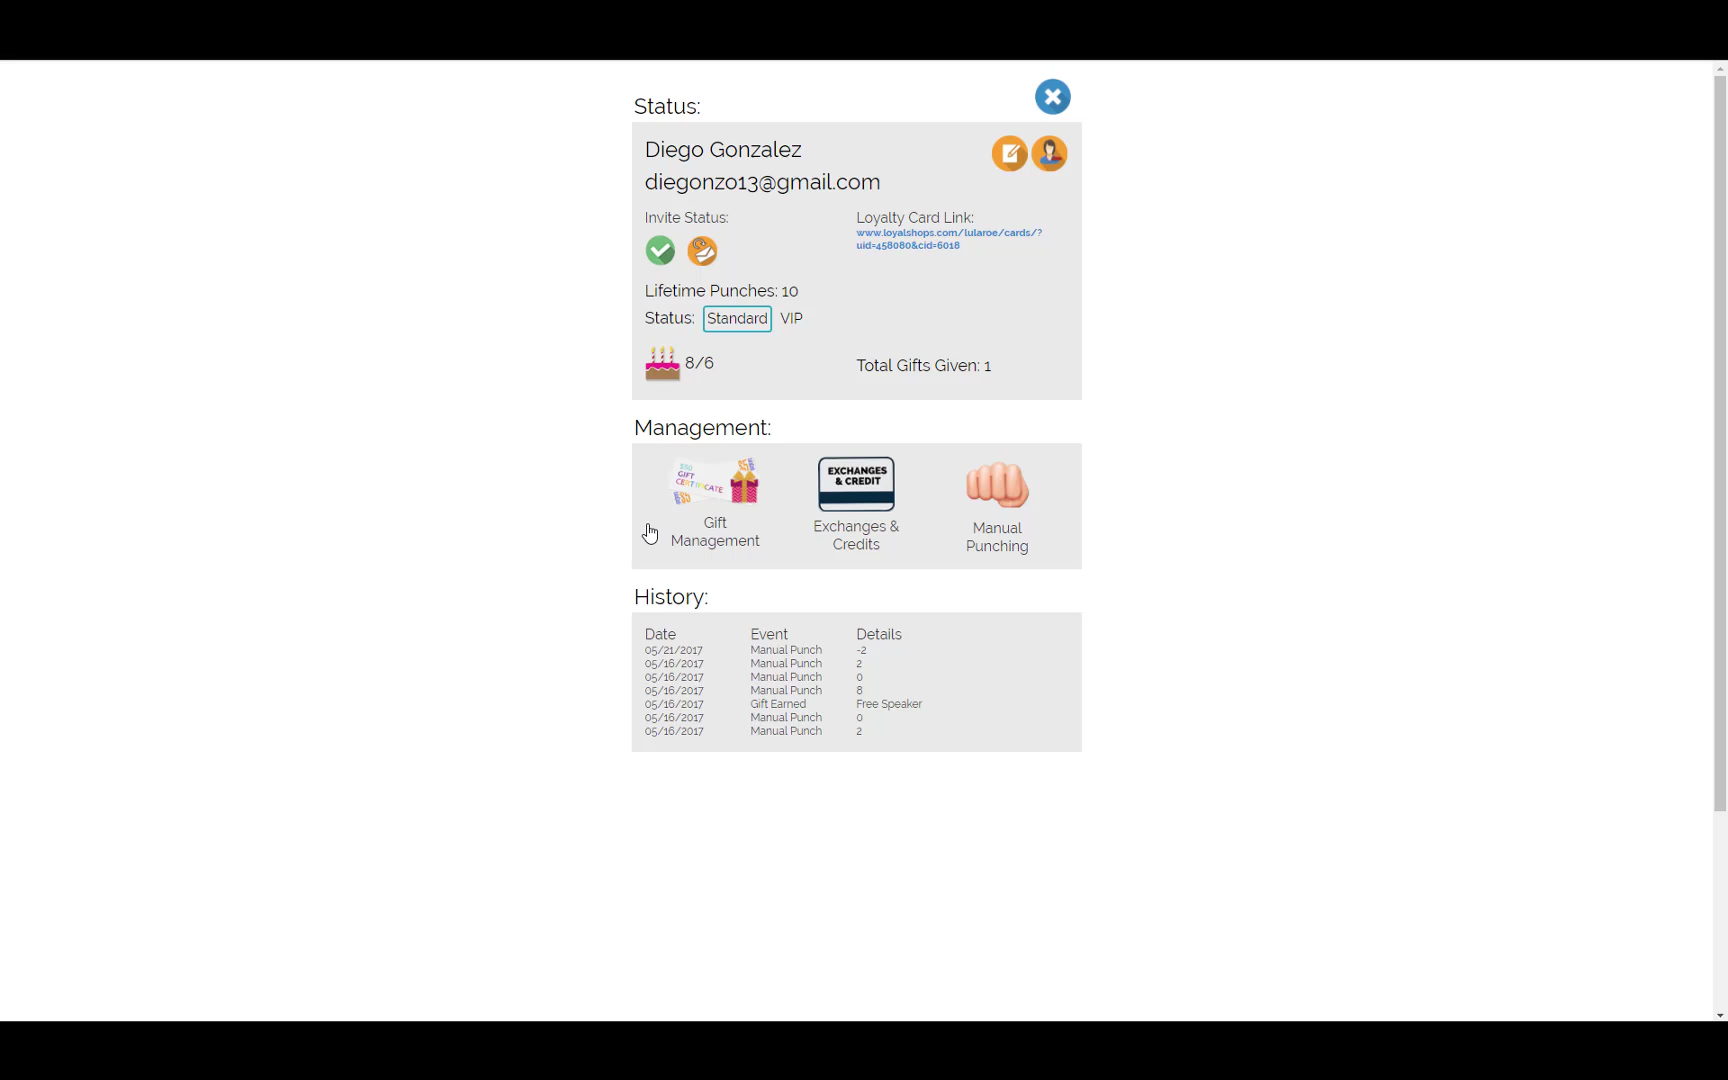 Status:
Diego Gonzalez
diegonzo13@gmail.com
Invite Status:
Loyalty Card Link:
www.loyalshops.com/lularoe/cards/?
uid=458080&cid=6018
Lifetime Punches: 10
Status: Standard VIP
8/6
Total Gifts Given: 1
Management:
$50
GIFT
CERTIFICATE
Gift
Management
EXCHANGES
& CREDIT
Exchanges &
Credits
Manual
Punching
History:
Date Event Details
05/21/2017 Manual Punch -2
05/16/2017 Manual Punch 2
05/16/2017 Manual Punch 0
05/16/2017 Manual Punch 8
05/16/2017 Gift Earned Free Speaker
05/16/2017 Manual Punch 0
05/16/2017 Manual Punch 2